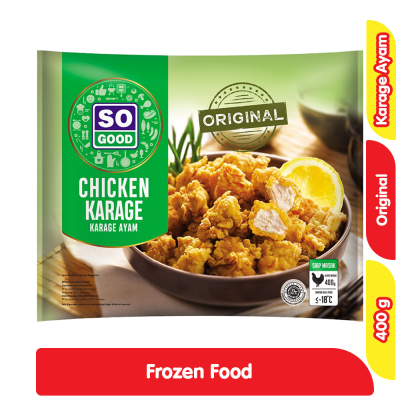 SO
GOOD
CHICKEN
KARAGE
KARAGE AYAM
ORIGINAL
SIAP MASAK
400g
≤-18°C
Karage Ayam
Original
400 g
Frozen Food